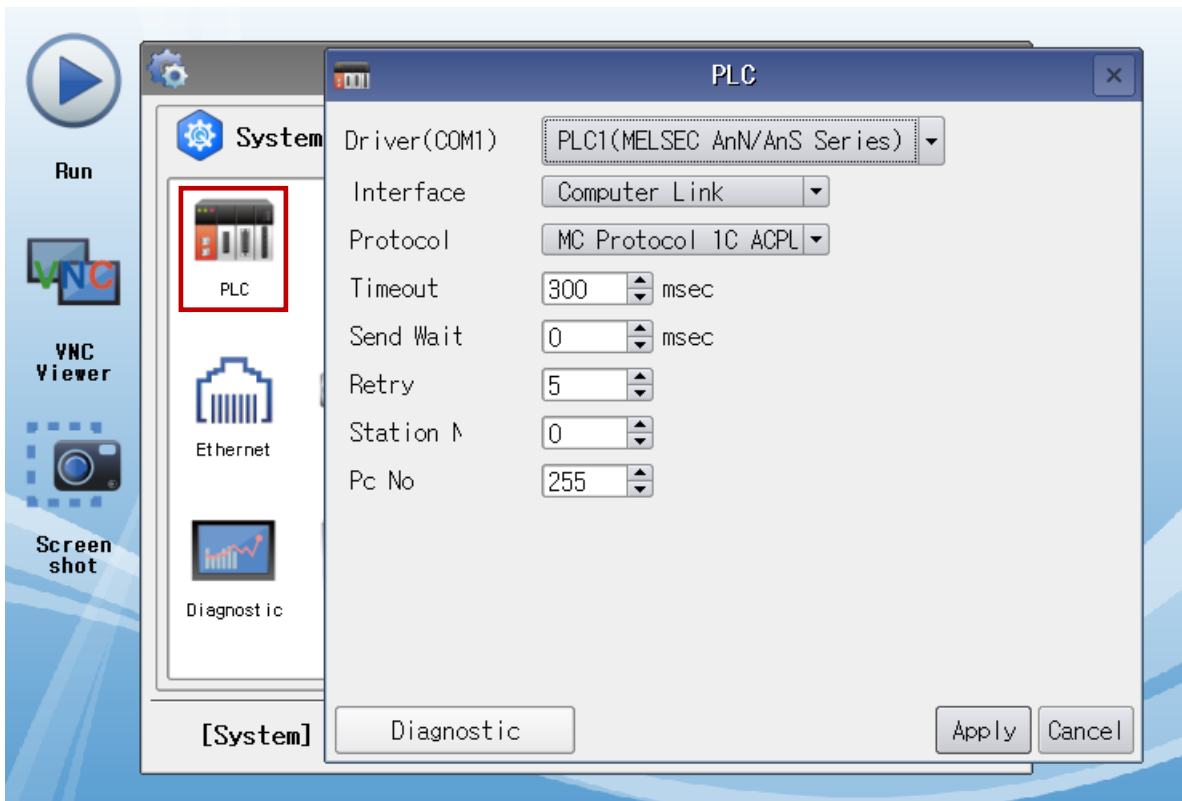 Run
VNC
VNC
Viewer
Screen
shot
System
PLC
Ethernet
Diagnostic
[System]
PLC
Driver(COM1) PLC1(MELSEC AnN/AnS Series)
Interface Computer Link
Protocol MC Protocol 1C ACPL
Timeout 300 msec
Send Wait 0 msec
Retry 5
Station N 0
Pc No 255
Diagnostic Apply Cancel